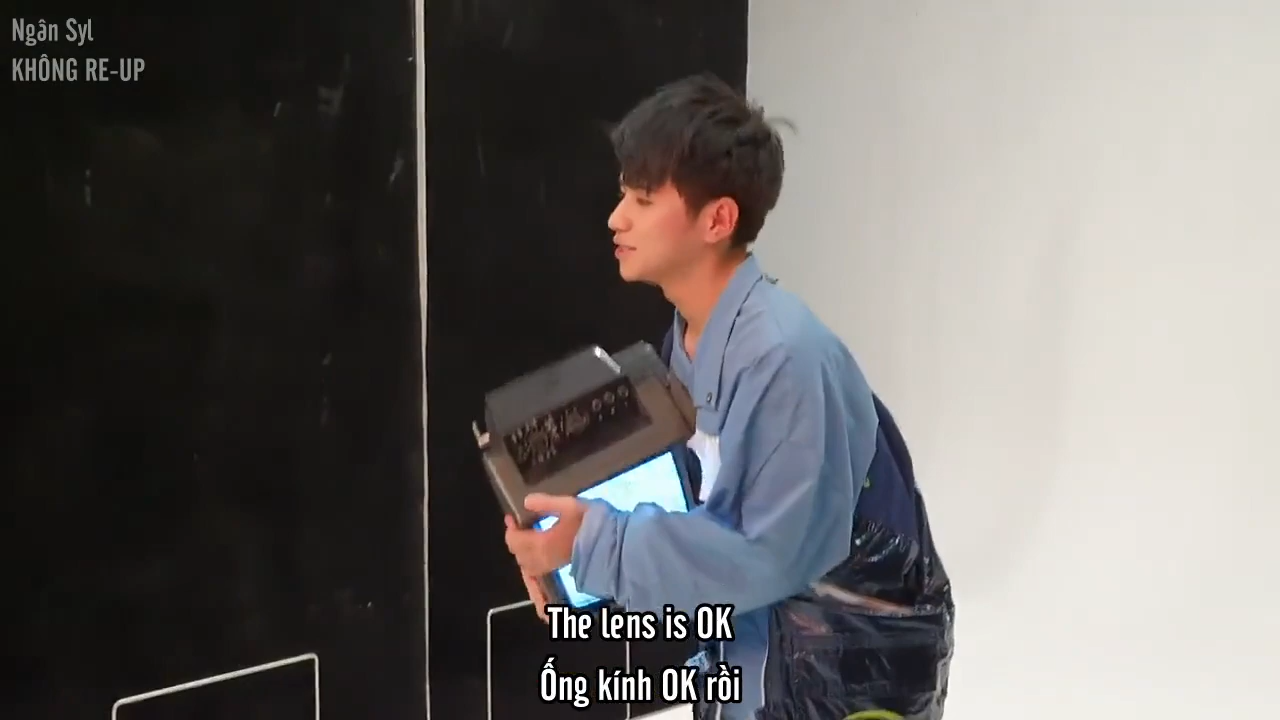 Ngân Syl
KHÔNG RE-UP
The lens is OK
Ống kính OK rồi